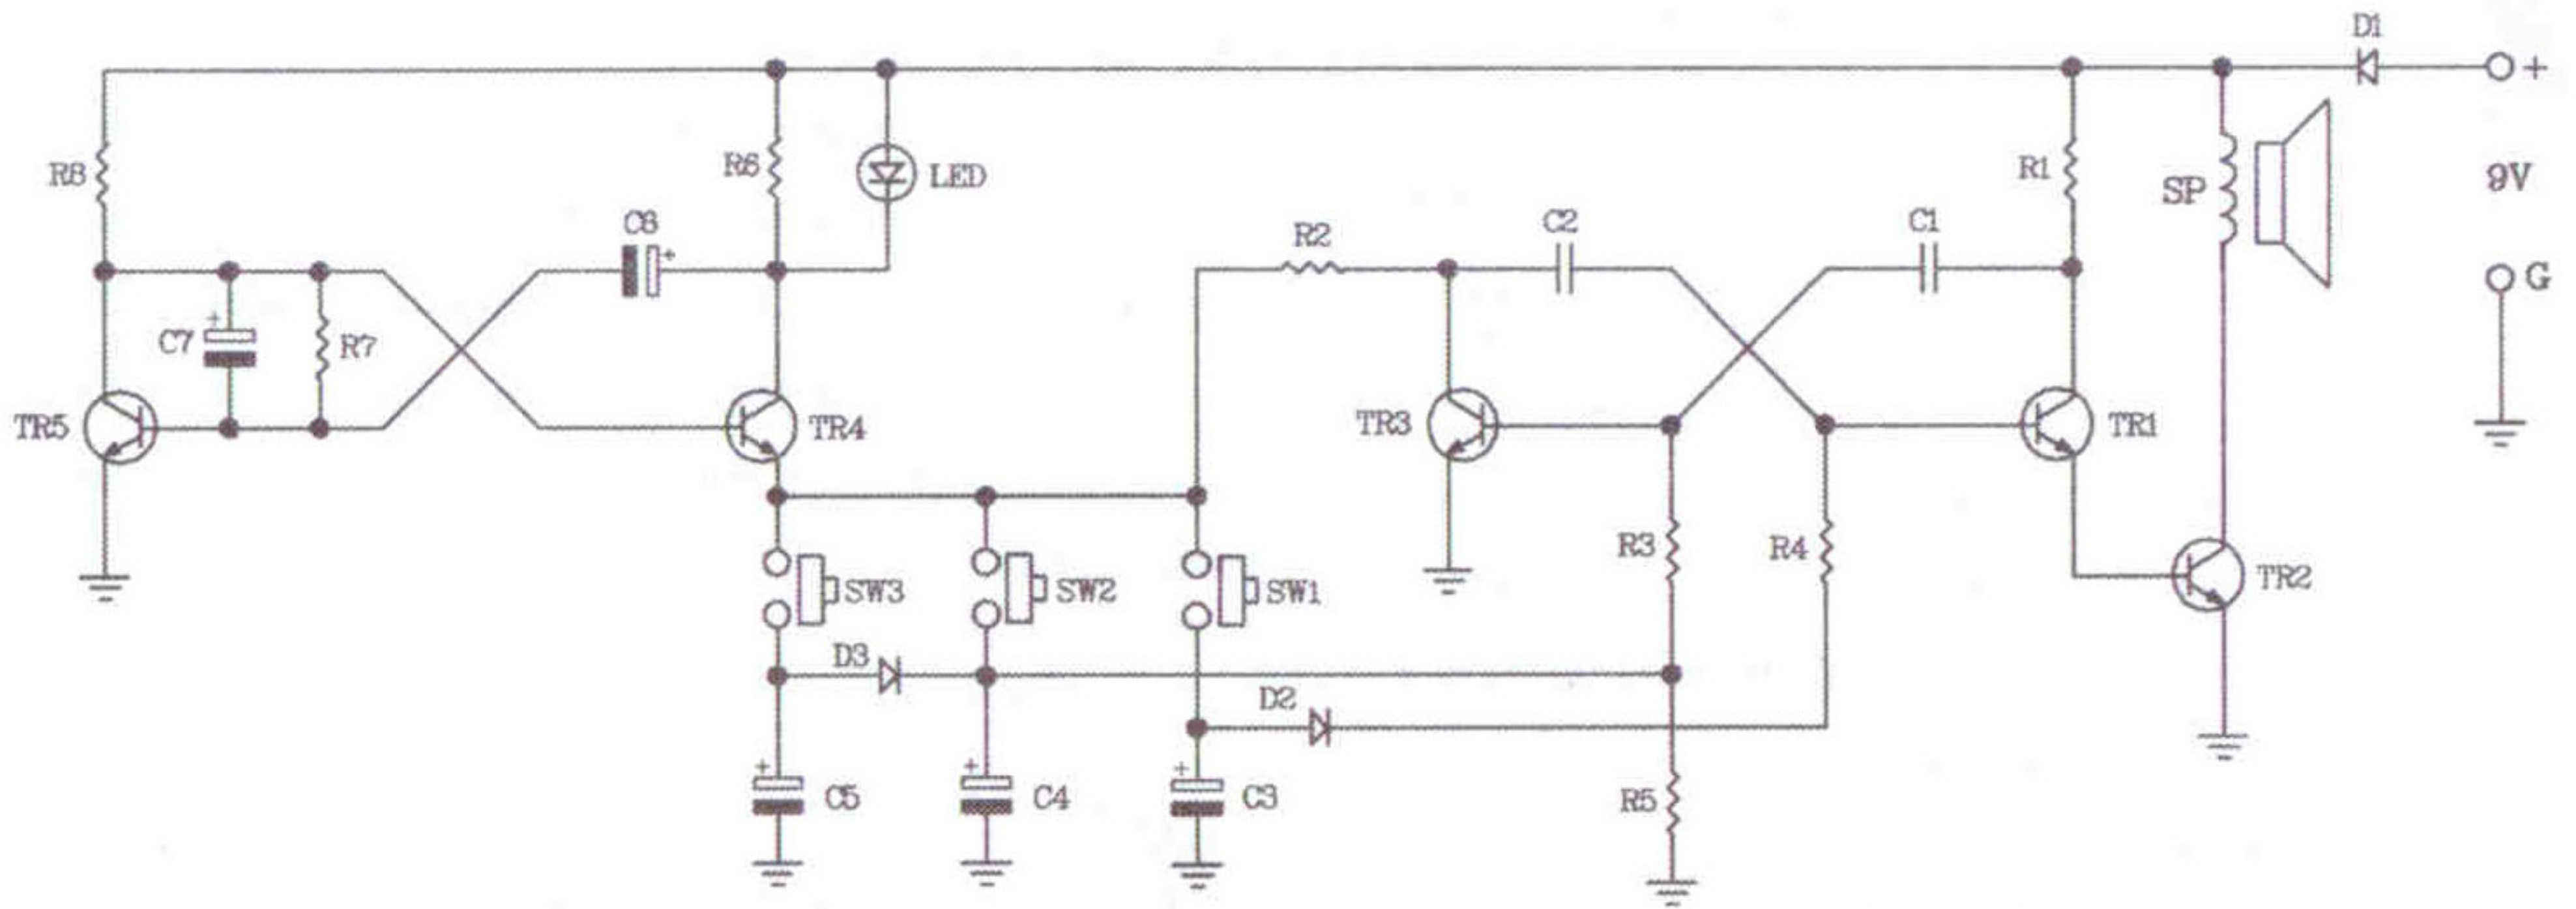 D1
+
R8
R6
LED
R1
SP
9V
C6
+
R2
C2
C1
G
+
C7
R7
TR5
TR4
TR3
TR1
R3
R4
TR2
SW3
SW2
SW1
D3
D2
+
C5
+
C4
+
C3
R5